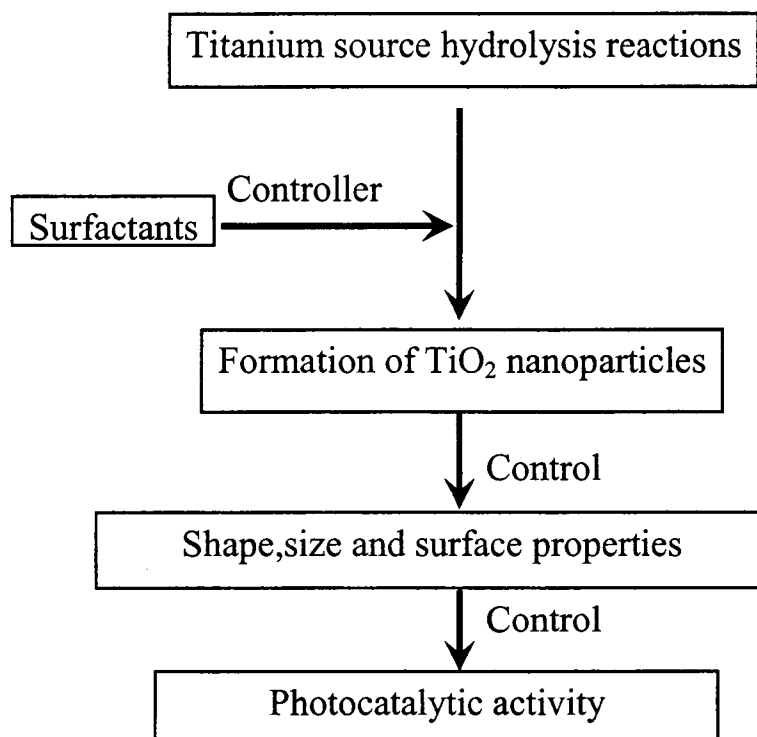 Titanium source hydrolysis reactions
Controller
Surfactants
Formation of TiO₂ nanoparticles
Control
Shape,size and surface properties
Control
Photocatalytic activity